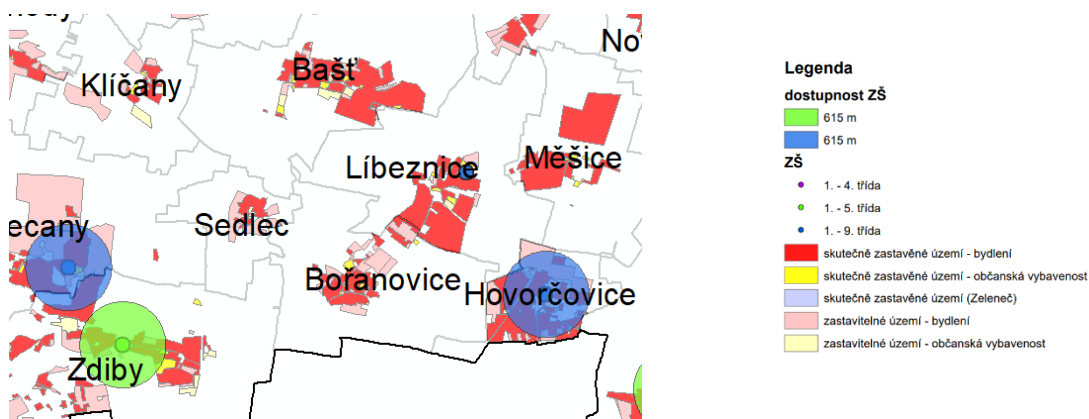 Klíčany
Bašť
No
Líbeznice
Měšice
ecany
Sedlec
Bořanovice
Hovorčovice
Zdiby
Legenda
dostupnost ZŠ
615 m
615 m
ZŠ
1. - 4. třída
1. - 5. třída
1. - 9. třída
skutečně zastavěné území - bydlení
skutečně zastavěné území - občanská vybavenost
skutečně zastavěné území (Zeleneč)
zastavitelné území - bydlení
zastavitelné území - občanská vybavenost